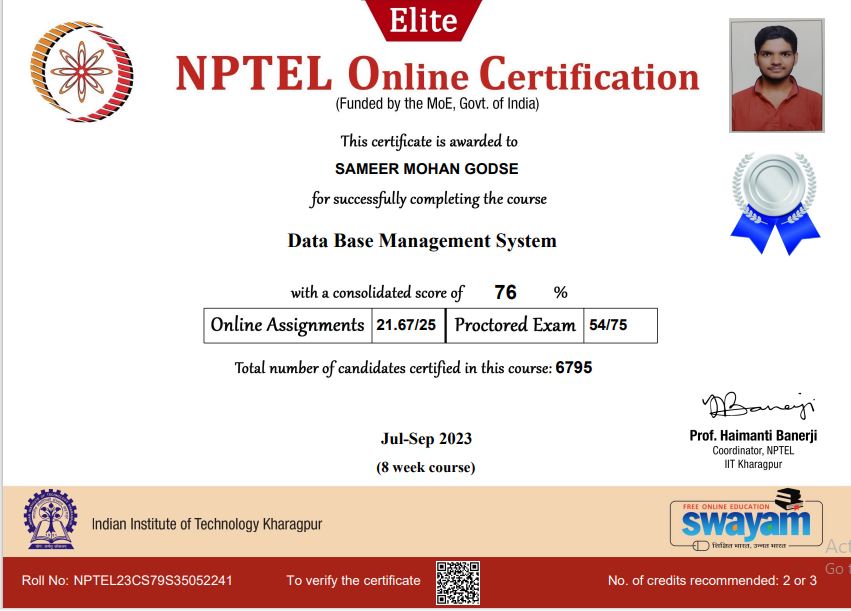 Elite
NPTEL Online Certification
(Funded by the MoE, Govt. of India)
This certificate is awarded to
SAMEER MOHAN GODSE
for successfully completing the course
Data Base Management System
with a consolidated score of 76 %
Online Assignments 21.67/25 Proctored Exam 54/75
Total number of candidates certified in this course: 6795
Jul-Sep 2023
(8 week course)
Prof. Haimanti Banerji
Coordinator, NPTEL
IIT Kharagpur
Indian Institute of Technology Kharagpur
FREE ONLINE EDUCATION
swayam
शिक्षित भारत, उन्नत भारत
Roll No: NPTEL23CS79S35052241 To verify the certificate No. of credits recommended: 2 or 3